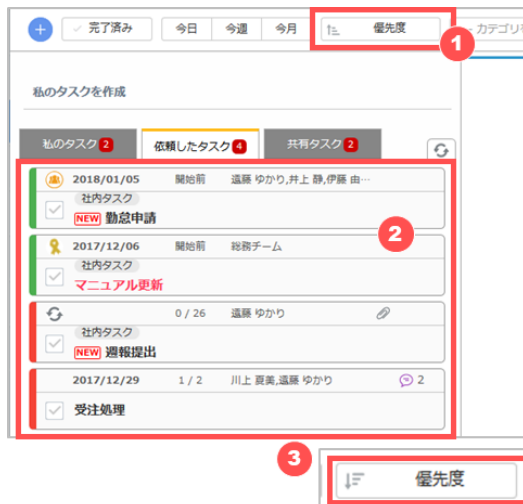 + 完了済み 今日 今週 今月 優先度 カテゴリ
1
私のタスクを作成
私のタスク 2 依頼したタスク 4 共有タスク 2
2018/01/05 開始前 遠藤 ゆかり,井上 静,伊藤 由…
社内タスク
NEW 勤怠申請
2
2017/12/06 開始前 総務チーム
社内タスク
マニュアル更新
0 / 26 遠藤 ゆかり
社内タスク
NEW 週報提出
2017/12/29 1 / 2 川上 夏美,遠藤 ゆかり 2
受注処理
3
優先度